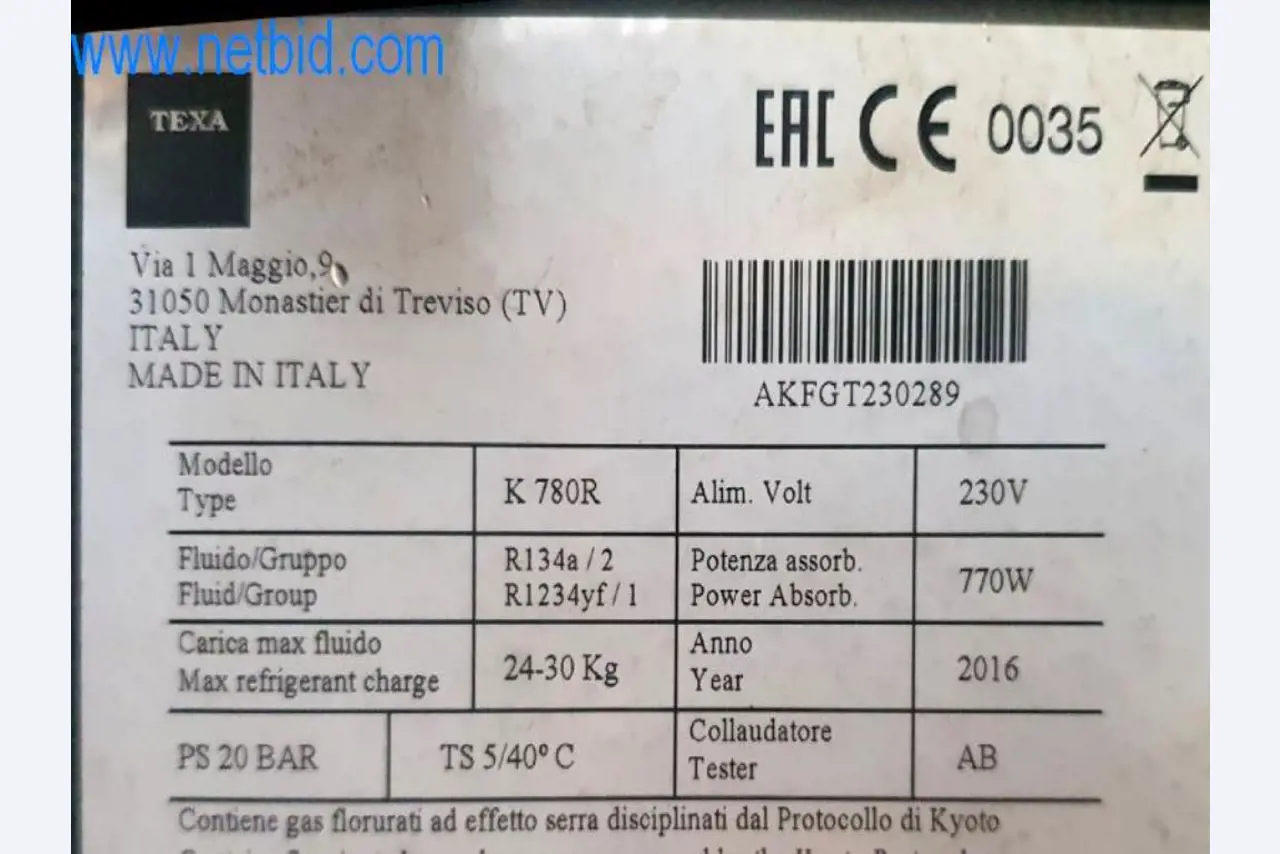 www.netbid.com
TEXA
EAC CE 0035
Via 1 Maggio,9
31050 Monastier di Treviso (TV)
ITALY
MADE IN ITALY
AKFGT230289
Modello
Type
K 780R
Alim. Volt
230V
Fluido/Gruppo
Fluid/Group
R134a / 2
R1234yf / 1
Potenza assorb.
Power Absorb.
770W
Carica max fluido
Max refrigerant charge
24-30 Kg
Anno
Year
2016
PS 20 BAR
TS 5/40° C
Collaudatore
Tester
AB
Contiene gas florurati ad effetto serra disciplinati dal Protocollo di Kyoto